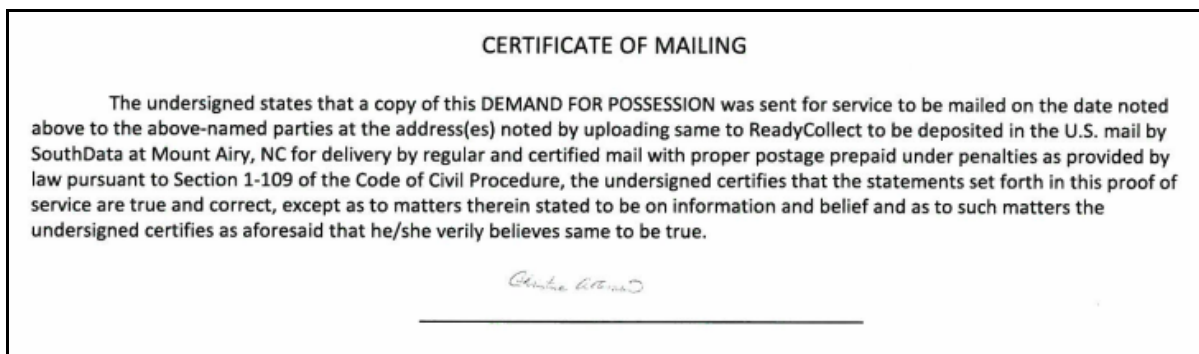 CERTIFICATE OF MAILING
The undersigned states that a copy of this DEMAND FOR POSSESSION was sent for service to be mailed on the date noted
above to the above-named parties at the address(es) noted by uploading same to ReadyCollect to be deposited in the U.S. mail by
SouthData at Mount Airy, NC for delivery by regular and certified mail with proper postage prepaid under penalties as provided by
law pursuant to Section 1-109 of the Code of Civil Procedure, the undersigned certifies that the statements set forth in this proof of
service are true and correct, except as to matters therein stated to be on information and belief and as to such matters the
undersigned certifies as aforesaid that he/she verily believes same to be true.